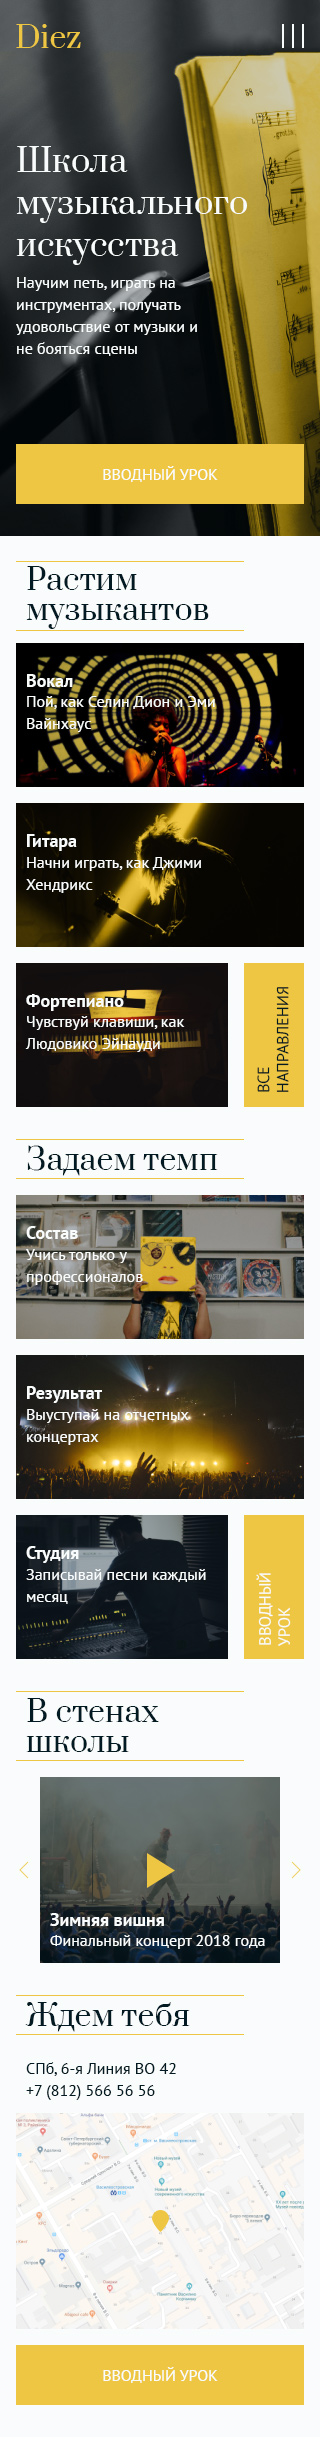 Diez
58
Школа
музыкального
искусства
Научим петь, играть на
инструментах, получать
удовольствие от музыки и
не бояться сцены
ВВОДНЫЙ УРОК
Растим
музыкантов
Вокал
Пой, как Селин Дион и Эми
Вайнхаус
Гитара
Начни играть, как Джими
Хендрикс
Фортепиано
Чувствуй клавиши, как
Людовико Эйнауди
ВСЕ
НАПРАВЛЕНИЯ
Задаем темп
Состав
Учись только у
профессионалов
Результат
Выуступай на отчетных
концертах
Студия
Записывай песни каждый
месяц
ВВОДНЫЙ
УРОК
В стенах
школы
Зимняя вишня
Финальный концерт 2018 года
Ждем тебя
СПб, 6-я Линия ВО 42
+7 (812) 566 56 56
ВВОДНЫЙ УРОК